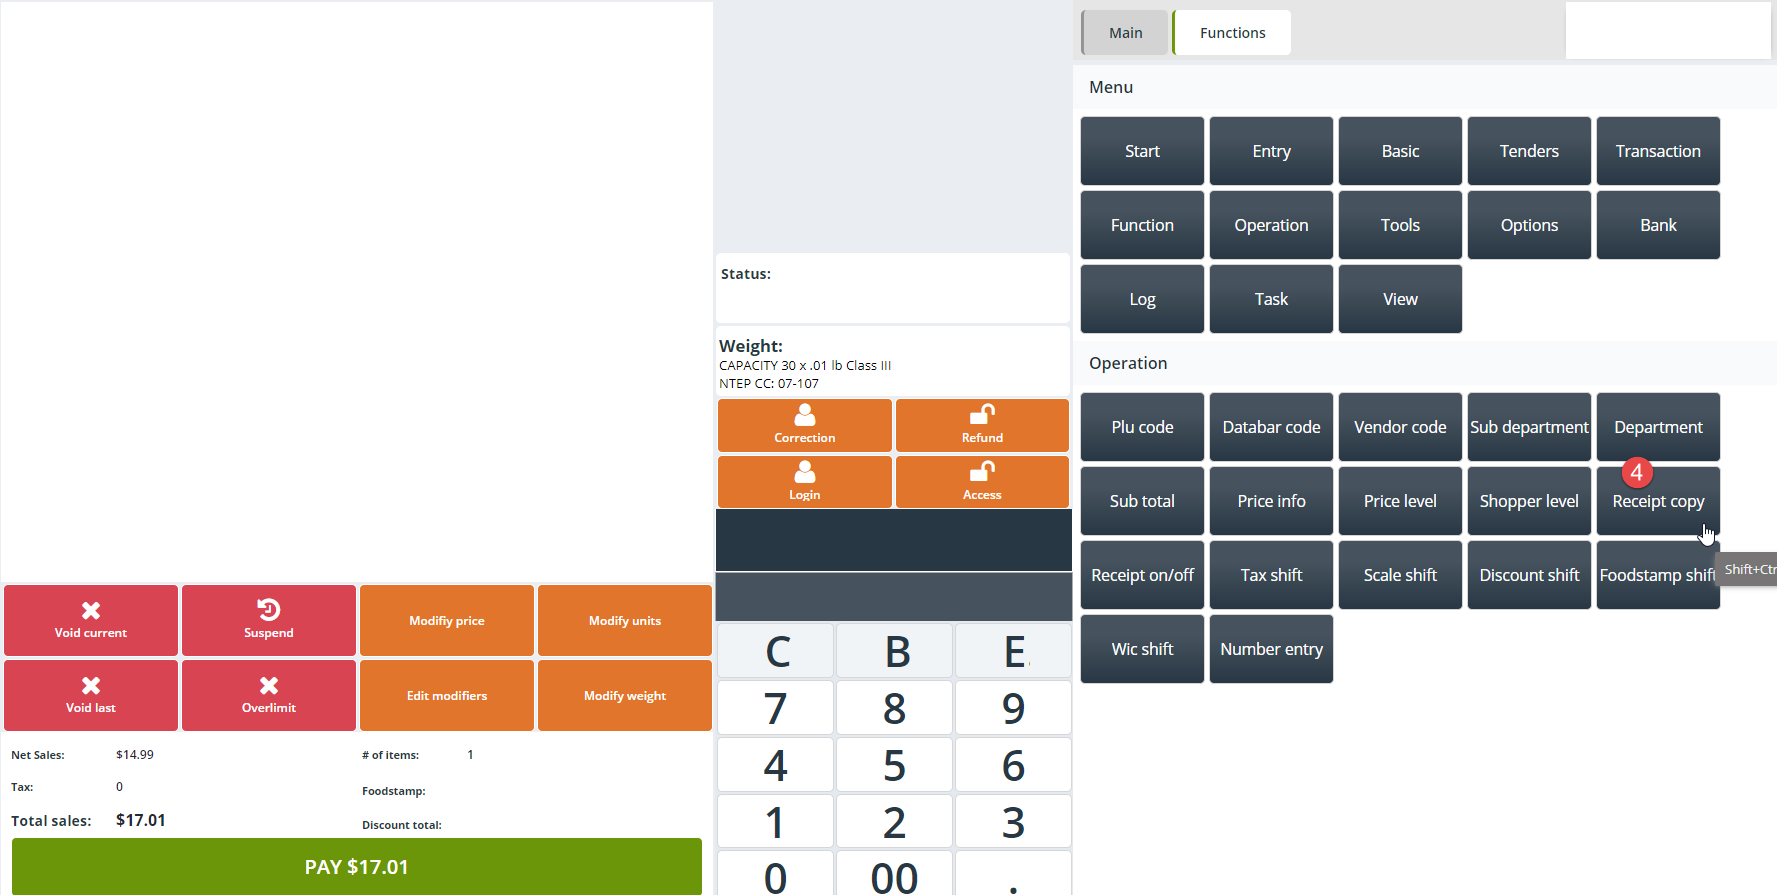 Main
Functions
Menu
Start
Entry
Basic
Tenders
Transaction
Function
Operation
Tools
Options
Bank
Log
Task
View
Operation
Plu code
Databar code
Vendor code
Sub department
Department
4
Sub total
Price info
Price level
Shopper level
Receipt copy
Receipt on/off
Tax shift
Scale shift
Discount shift
Foodstamp shift
Shift+Ctr
Wic shift
Number entry
Status:
Weight:
CAPACITY 30 x .01 lb Class III
NTEP CC: 07-107
Correction
Refund
Login
Access
C
B
E
7
8
9
4
5
6
1
2
3
0
00
.
Void current
Suspend
Modifiy price
Modify units
Void last
Overlimit
Edit modifiers
Modify weight
Net Sales: $14.99
# of items: 1
Tax: 0
Foodstamp:
Total sales: $17.01
Discount total:
PAY $17.01